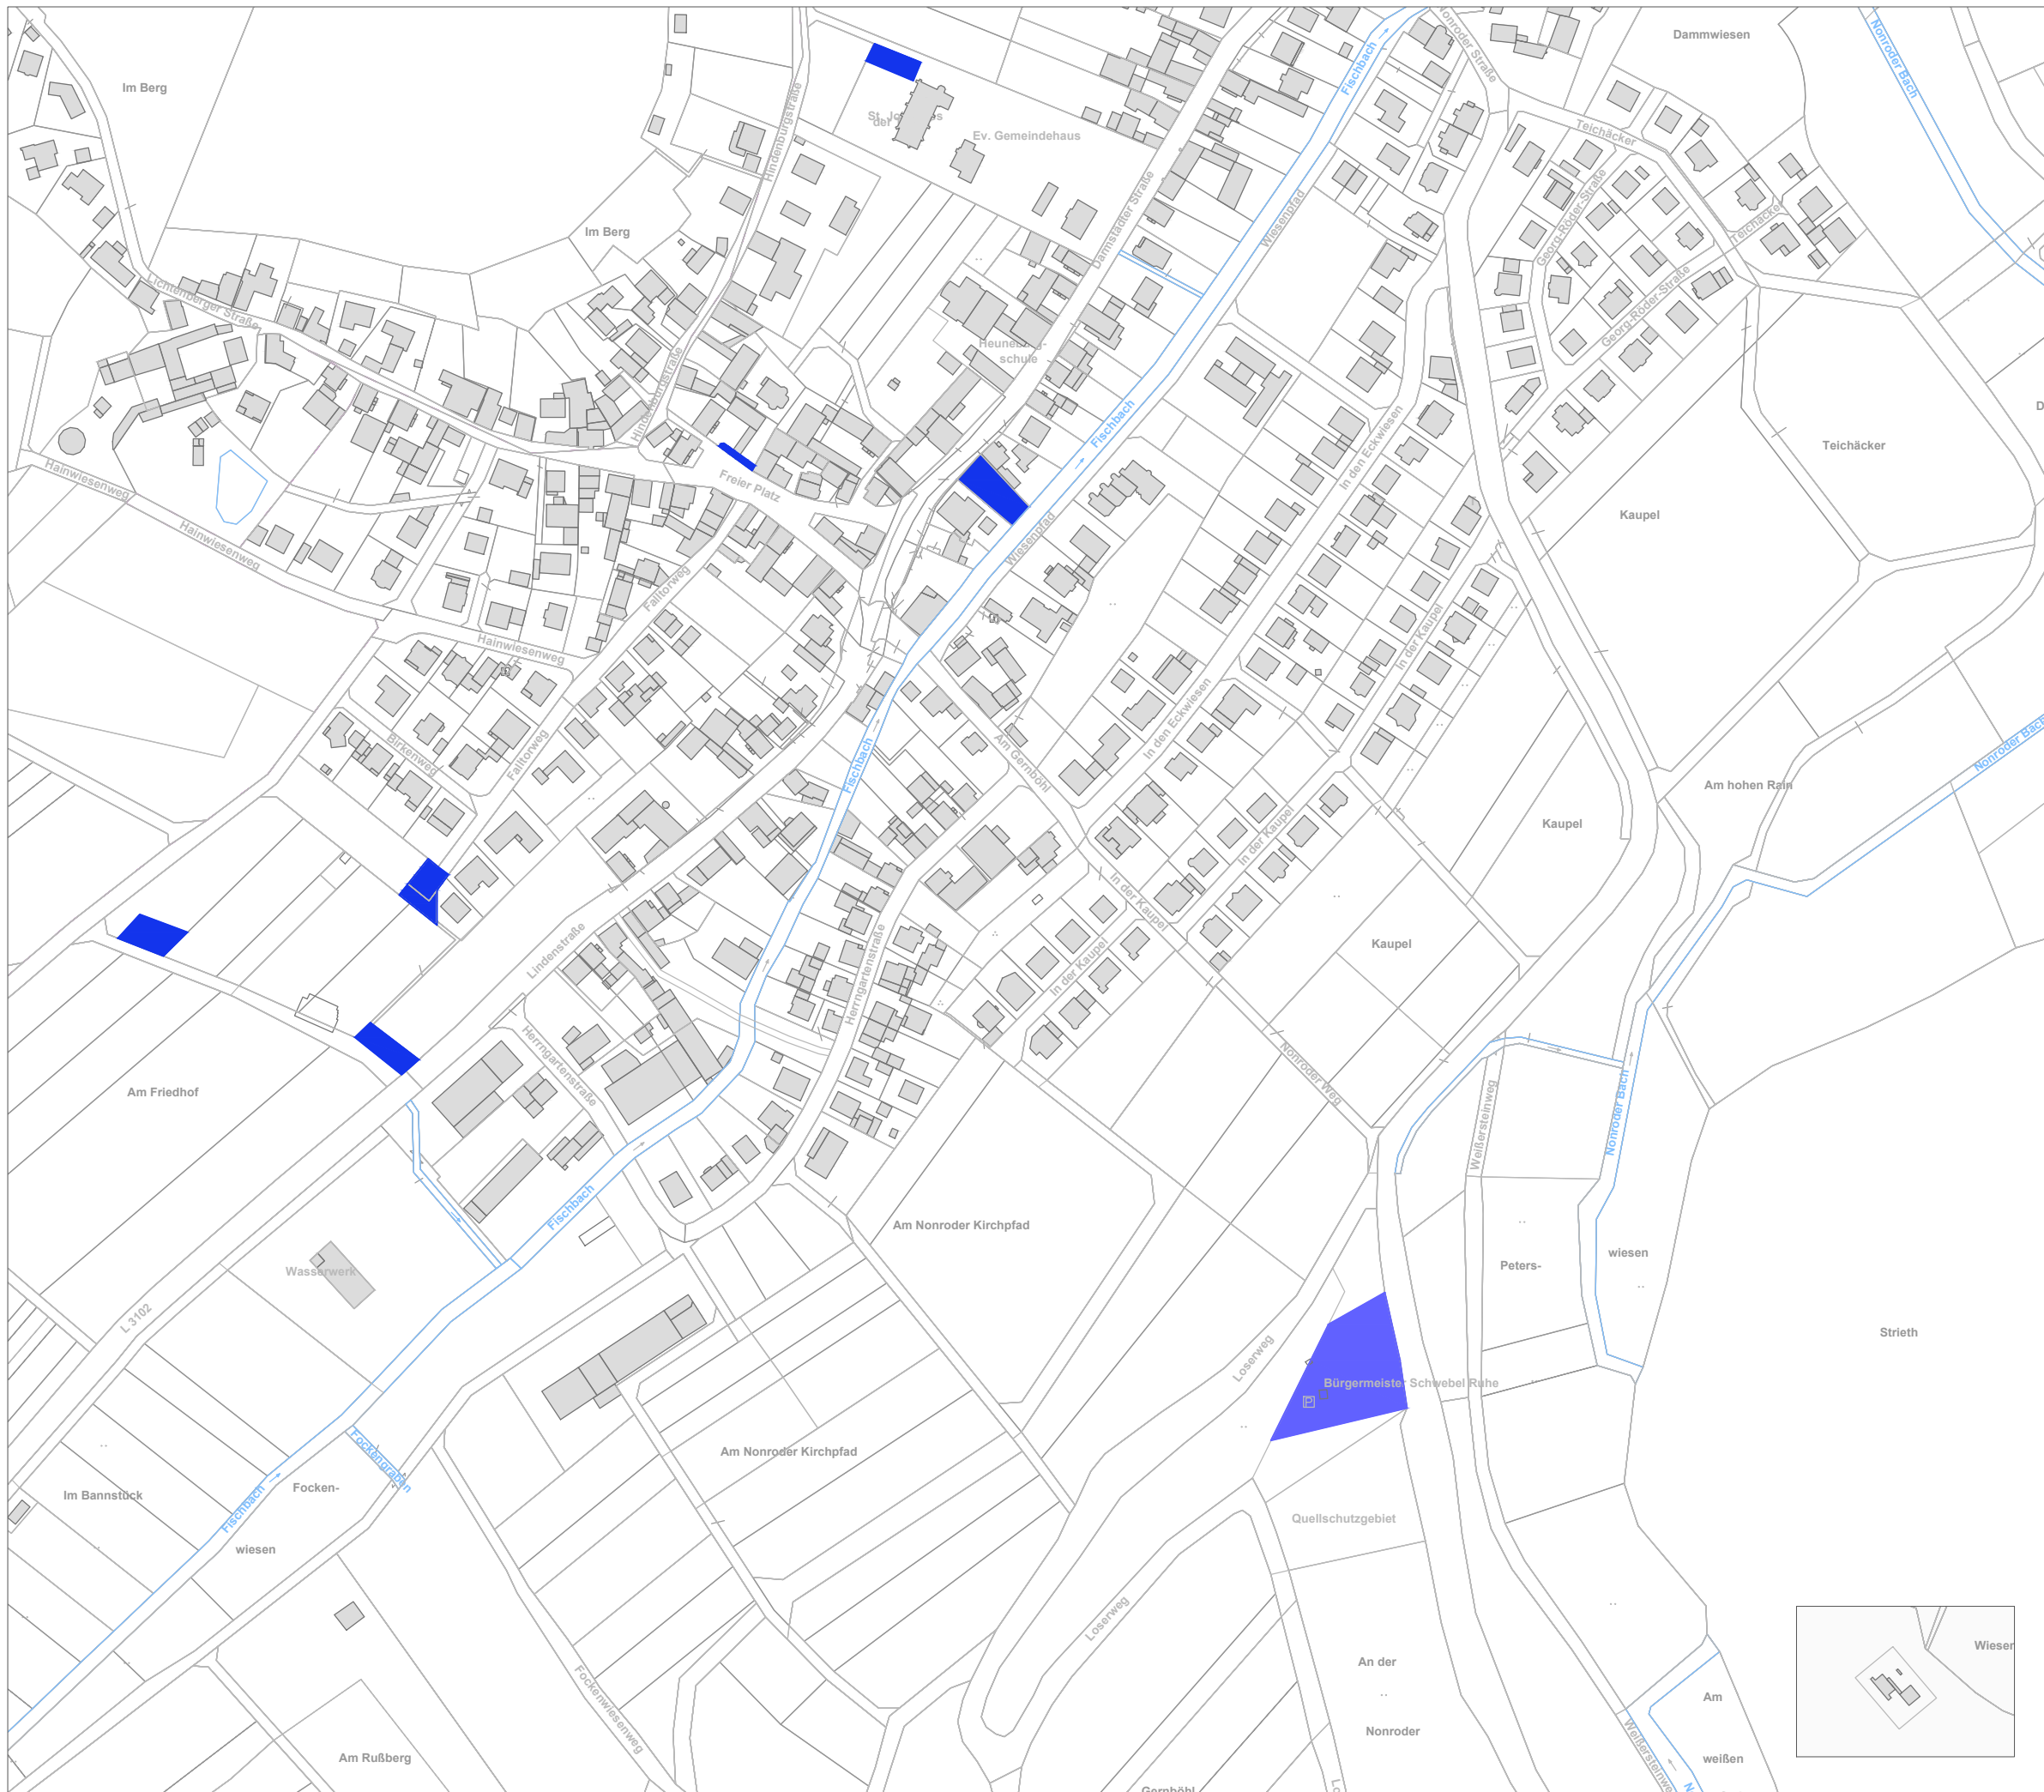 Nonroder Straße
Nonroder Bach
Dammwiesen
Fischbach
Im Berg
Hindenburgstraße
Ev. Gemeindehaus
Teichäcker
Darmstädter Straße
Wiesenpfad
Georg-Röder-Straße
Teichäcker
Im Berg
Lichtenberger Straße
Georg-Röder-Straße
Heuneburg-
schule
Hindenburgstraße
Fischbach
In den Eckwiesen
Teichäcker
Hainwiesenweg
Freier Platz
Kaupel
Hainwiesenweg
Wiesenpfad
Falltorweg
Hainwiesenweg
In der Kaupel
In den Eckwiesen
Birkenweg
Falltorweg
Fischbach
Am Gernböhl
Nonroder Bach
Am hohen Rain
In der Kaupel
Kaupel
In der Kaupel
Lindenstraße
Herrngartenstraße
In der Kaupel
Kaupel
Herrngartenstraße
Nonroder Weg
Am Friedhof
Weißersteinweg
Nonroder Bach
Fischbach
Am Nonroder Kirchpfad
Peters-
wiesen
Wasserwerk
L 3102
Loserweg
Strieth
Bürgermeister Schwebel Ruhe
P
Am Nonroder Kirchpfad
Fockengraben
Focken-
Im Bannstück
Fischbach
wiesen
Quellschutzgebiet
Loserweg
Fockenwiesenweg
An der
Nonroder
Am
weißen
Weißersteinweg
Am Rußberg
Gernböhl